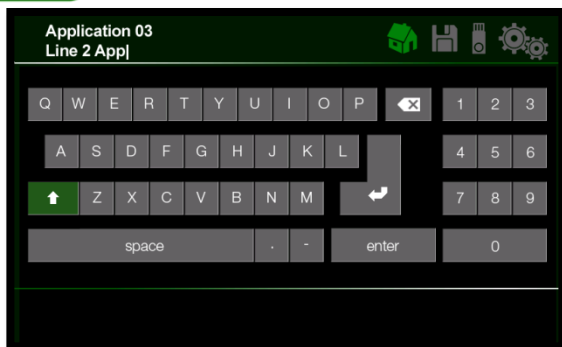 Application 03
Line 2 App|
Q W E R T Y U I O P 1 2 3
A S D F G H J K L 4 5 6
Z X C V B N M 7 8 9
space . - enter 0